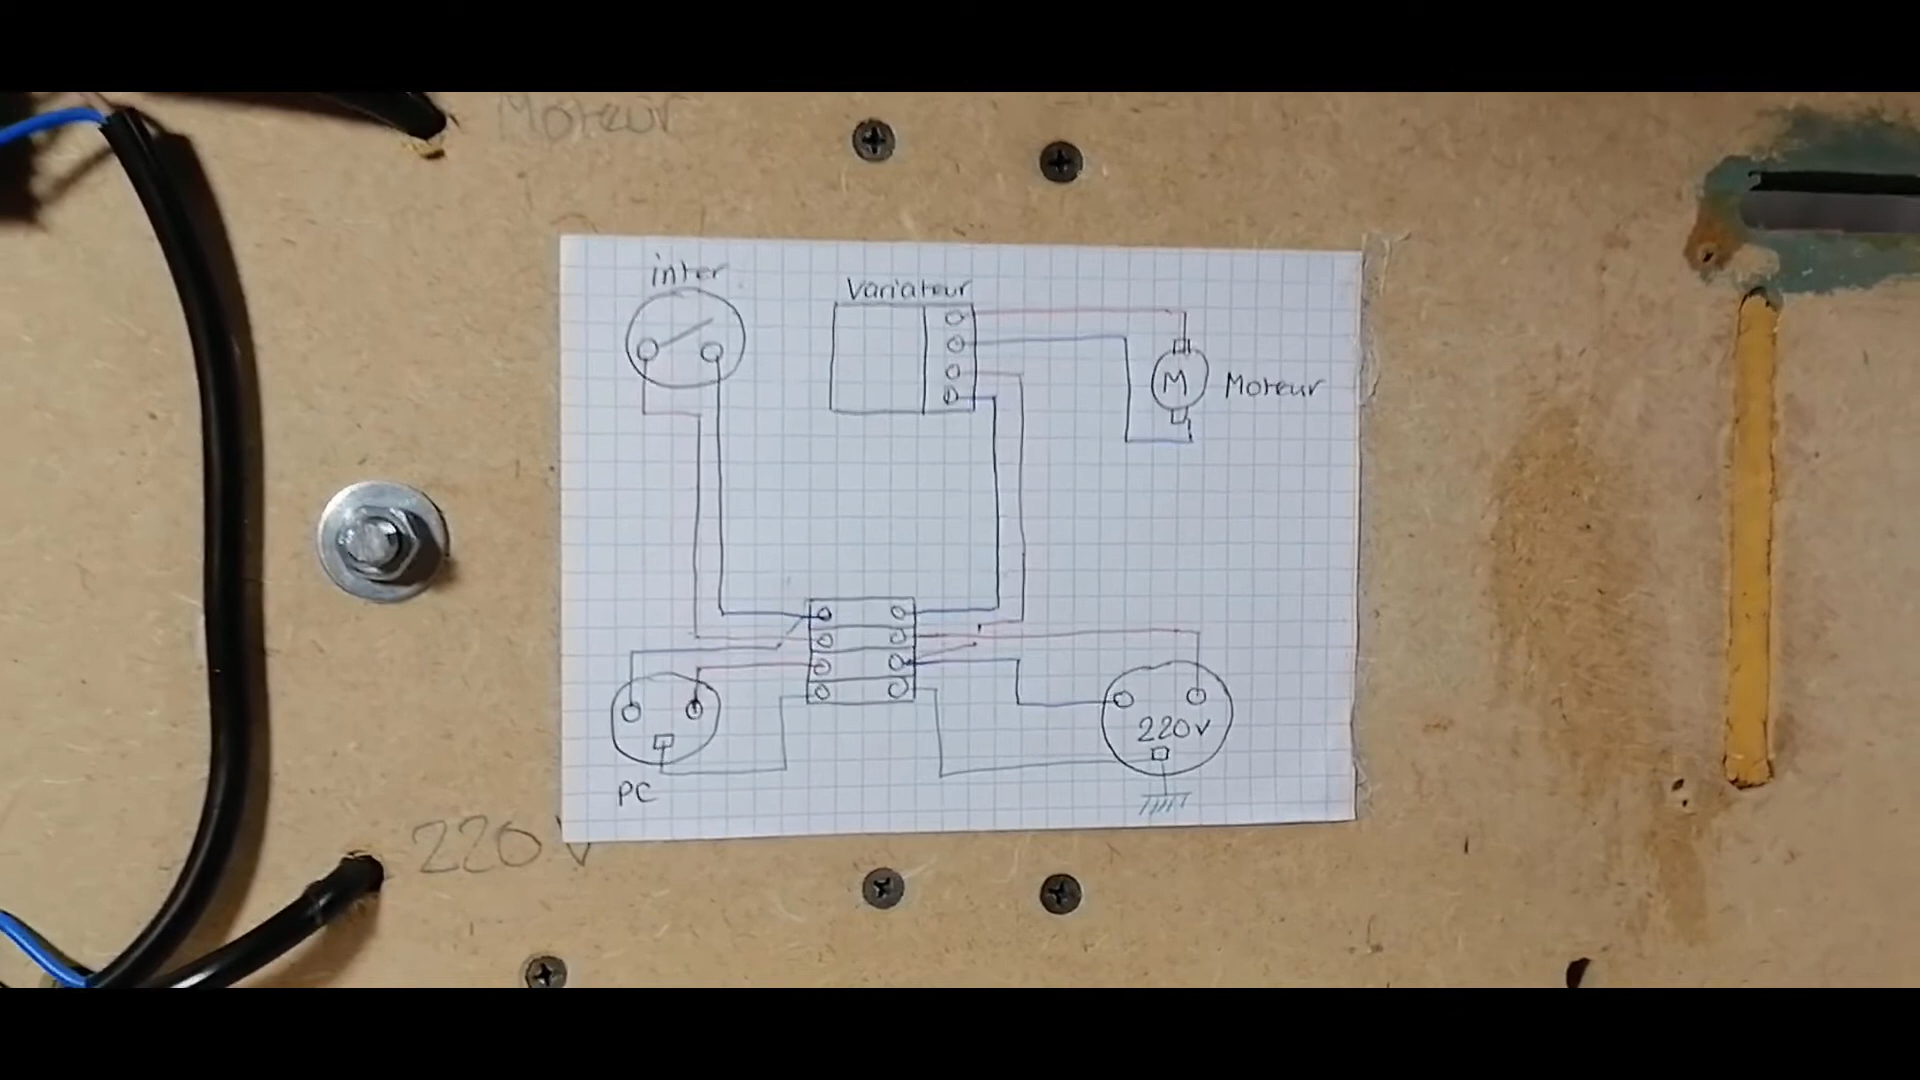 Moteur
inter
Variateur
M
Moteur
220v
PC
220V